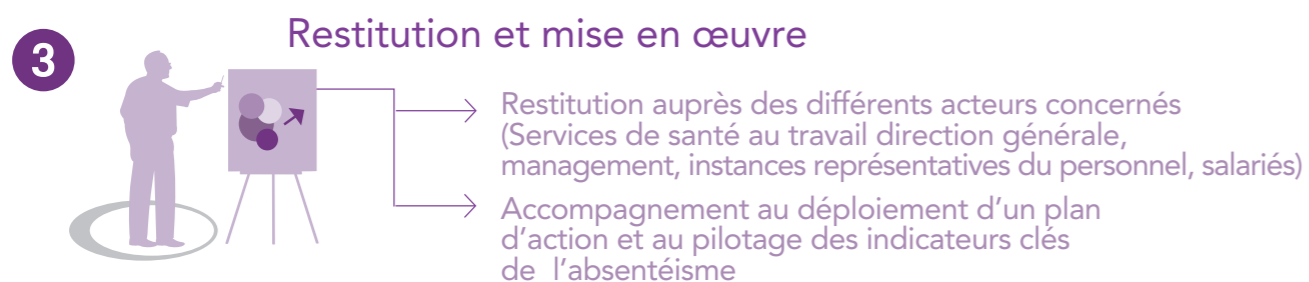 3
Restitution et mise en œuvre
Restitution auprès des différents acteurs concernés
(Services de santé au travail direction générale,
management, instances représentatives du personnel, salariés)
Accompagnement au déploiement d’un plan
d’action et au pilotage des indicateurs clés
de l’absentéisme